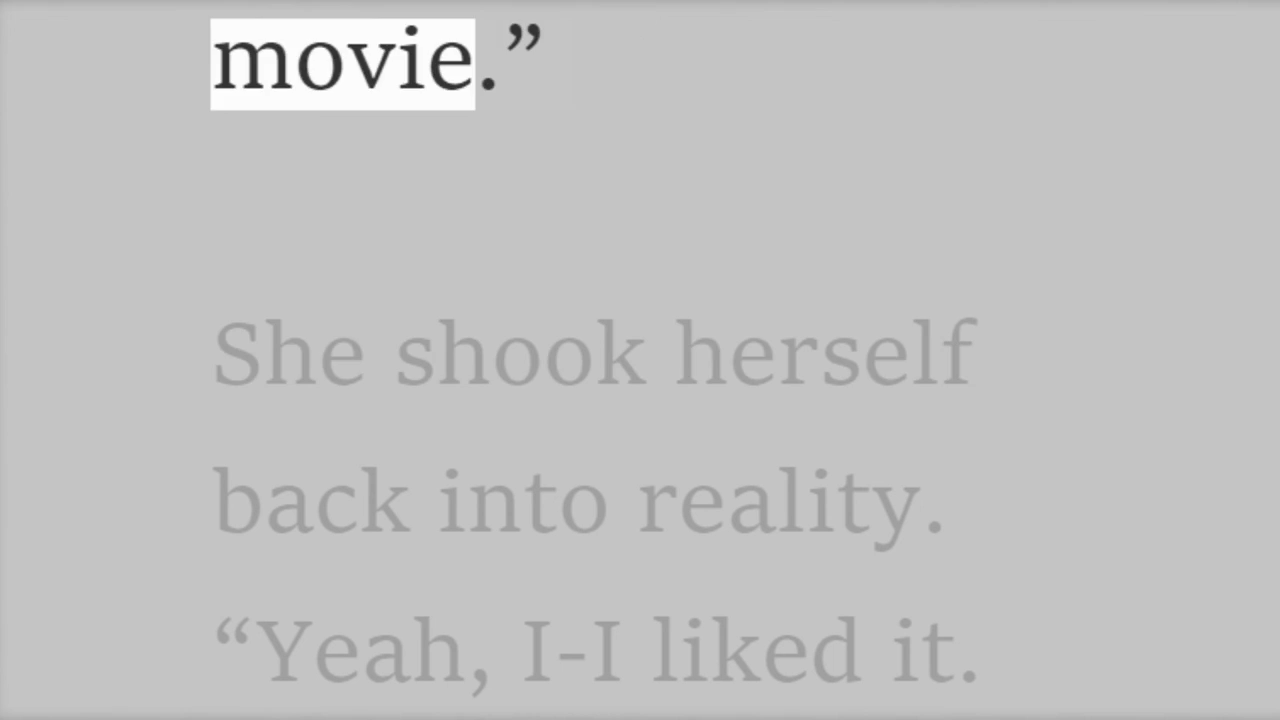 movie.”
She shook herself
back into reality.
“Yeah, I-I liked it.